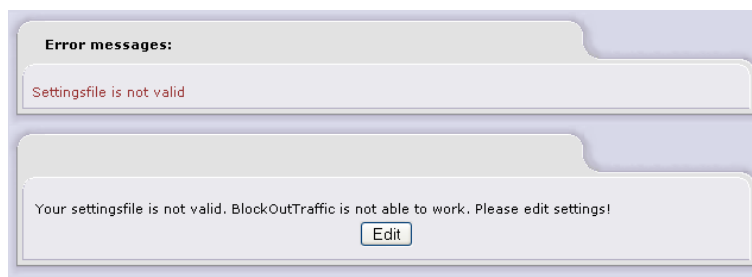 Error messages:
Settingsfile is not valid
Your settingsfile is not valid. BlockOutTraffic is not able to work. Please edit settings!
Edit